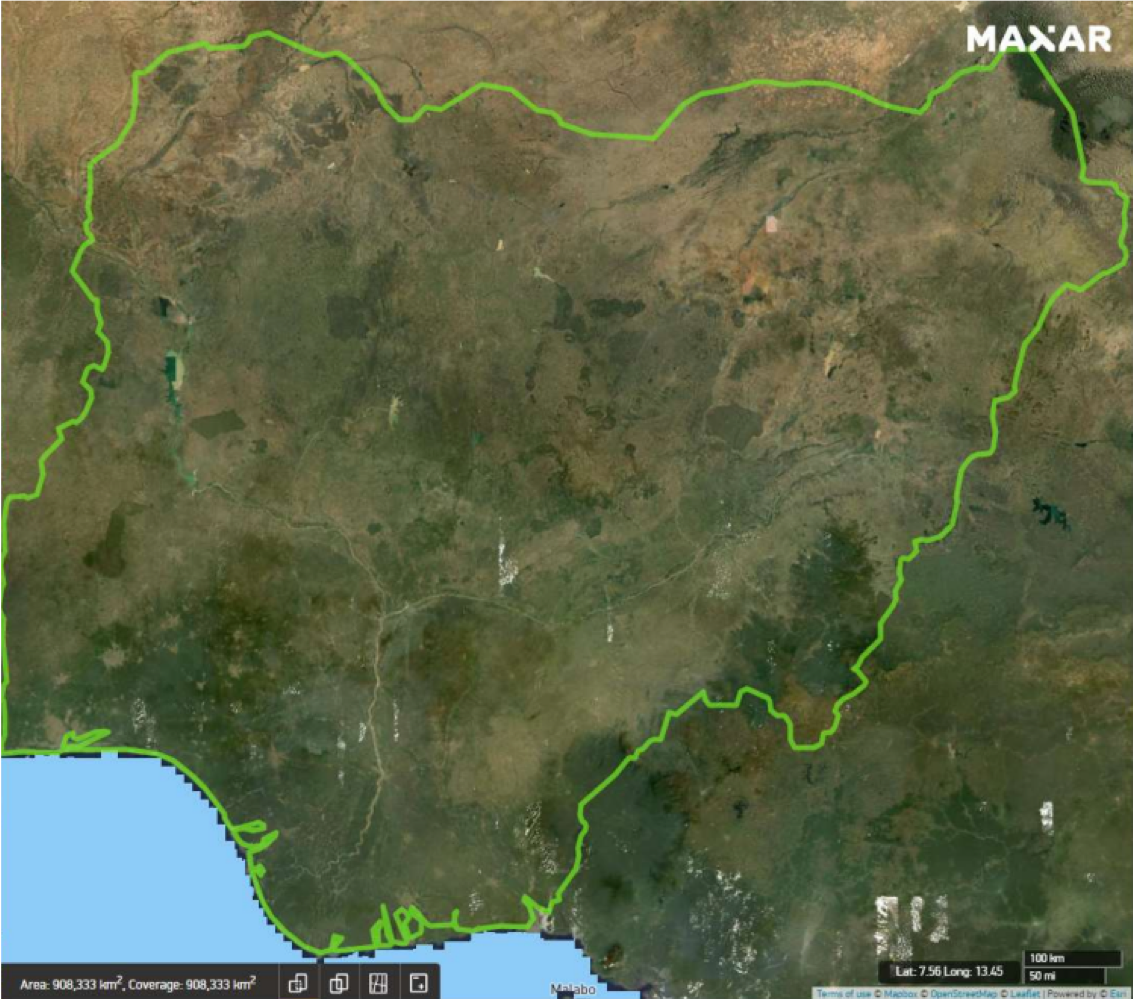 MAXAR
Area: 908,333 km², Coverage: 908,333 km²
Malabo
Lat: 7.56 Long: 13.45
100 km
50 mi
Terms of use © Mapbox © OpenStreetMap © Leaflet | Powered by © Esri